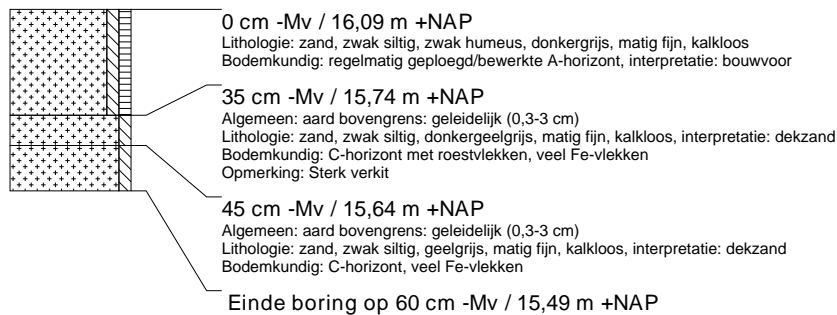 0 cm -Mv / 16,09 m +NAP
Lithologie: zand, zwak siltig, zwak humeus, donkergrijs, matig fijn, kalkloos
Bodemkundig: regelmatig geploegd/bewerkte A-horizont, interpretatie: bouwvoor
35 cm -Mv / 15,74 m +NAP
Algemeen: aard bovengrens: geleidelijk (0,3-3 cm)
Lithologie: zand, zwak siltig, donkergeelgrijs, matig fijn, kalkloos, interpretatie: dekzand
Bodemkundig: C-horizont met roestvlekken, veel Fe-vlekken
Opmerking: Sterk verkit
45 cm -Mv / 15,64 m +NAP
Algemeen: aard bovengrens: geleidelijk (0,3-3 cm)
Lithologie: zand, zwak siltig, geelgrijs, matig fijn, kalkloos, interpretatie: dekzand
Bodemkundig: C-horizont, veel Fe-vlekken
Einde boring op 60 cm -Mv / 15,49 m +NAP